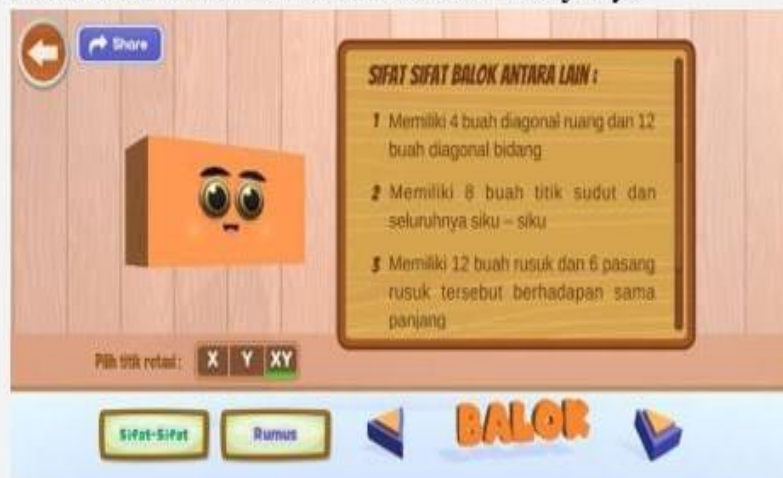 Share
SIFAT SIFAT BALOK ANTARA LAIN :
1 Memiliki 4 buah diagonal ruang dan 12
buah diagonal bidang
2 Memiliki 8 buah titik sudut dan
seluruhnya siku – siku
3 Memiliki 12 buah rusuk dan 6 pasang
rusuk tersebut berhadapan sama
panjang
Pilih titik rotasi : X Y XY
Sifat-Sifat
Rumus
BALOK